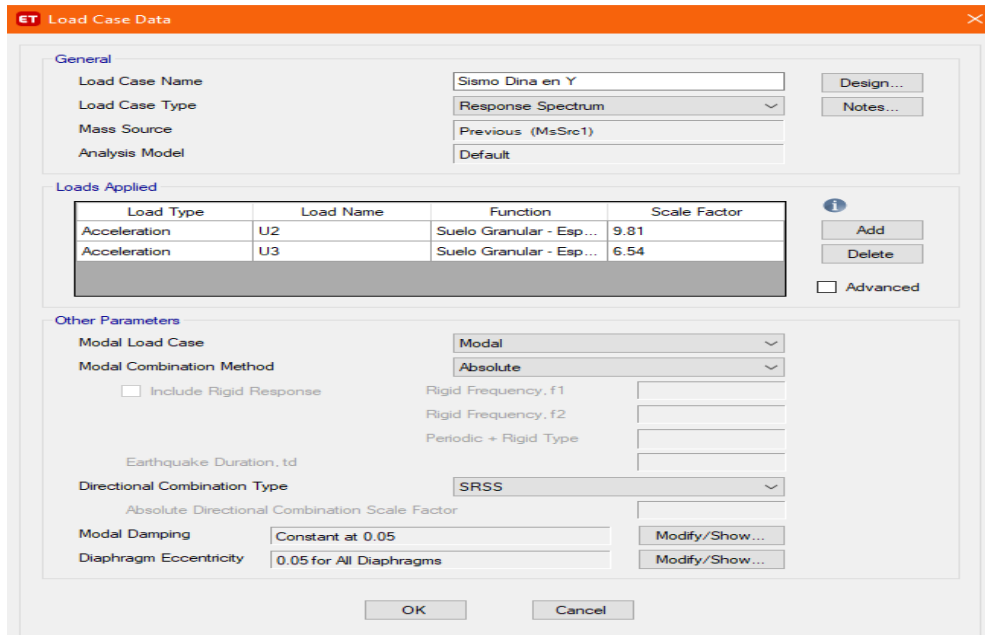 ET Load Case Data
General
Load Case Name Sismo Dina en Y Design...
Load Case Type Response Spectrum Notes...
Mass Source Previous (MsSrc1)
Analysis Model Default
Loads Applied
Load Type Load Name Function Scale Factor
Acceleration U2 Suelo Granular - Esp... 9.81 Add
Acceleration U3 Suelo Granular - Esp... 6.54 Delete
Advanced
Other Parameters
Modal Load Case Modal
Modal Combination Method Absolute
Include Rigid Response Rigid Frequency, f1
Rigid Frequency, f2
Periodic + Rigid Type
Earthquake Duration, td
Directional Combination Type SRSS
Absolute Directional Combination Scale Factor
Modal Damping Constant at 0.05 Modify/Show...
Diaphragm Eccentricity 0.05 for All Diaphragms Modify/Show...
OK Cancel